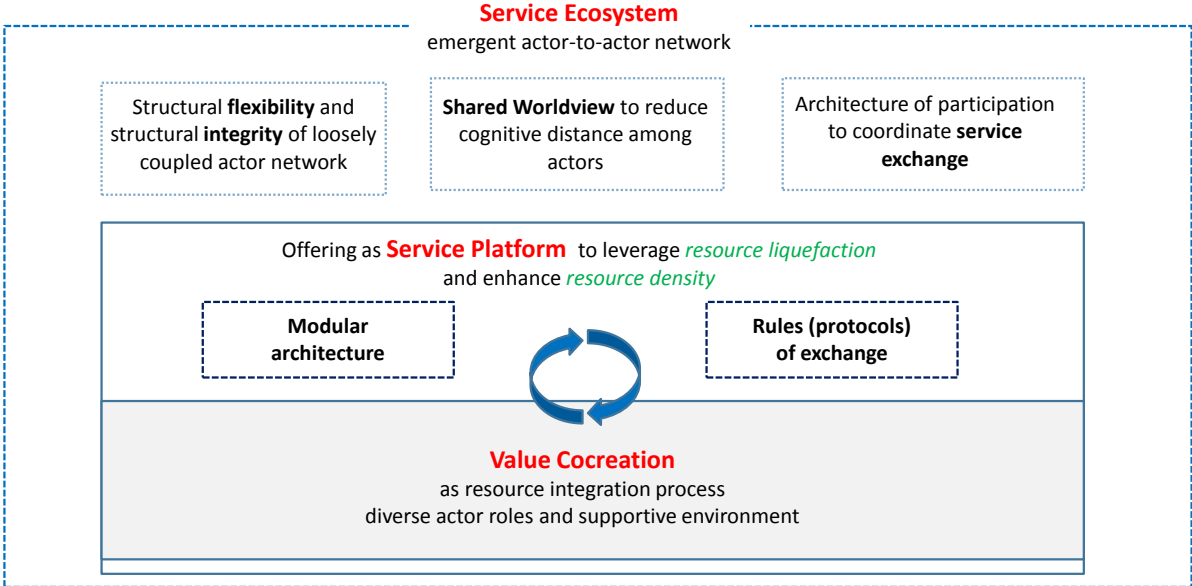 Service Ecosystem
emergent actor-to-actor network
Structural flexibility and
structural integrity of loosely
coupled actor network
Shared Worldview to reduce
cognitive distance among
actors
Architecture of participation
to coordinate service
exchange
Offering as Service Platform to leverage resource liquefaction
and enhance resource density
Modular
architecture
Rules (protocols)
of exchange
Value Cocreation
as resource integration process
diverse actor roles and supportive environment